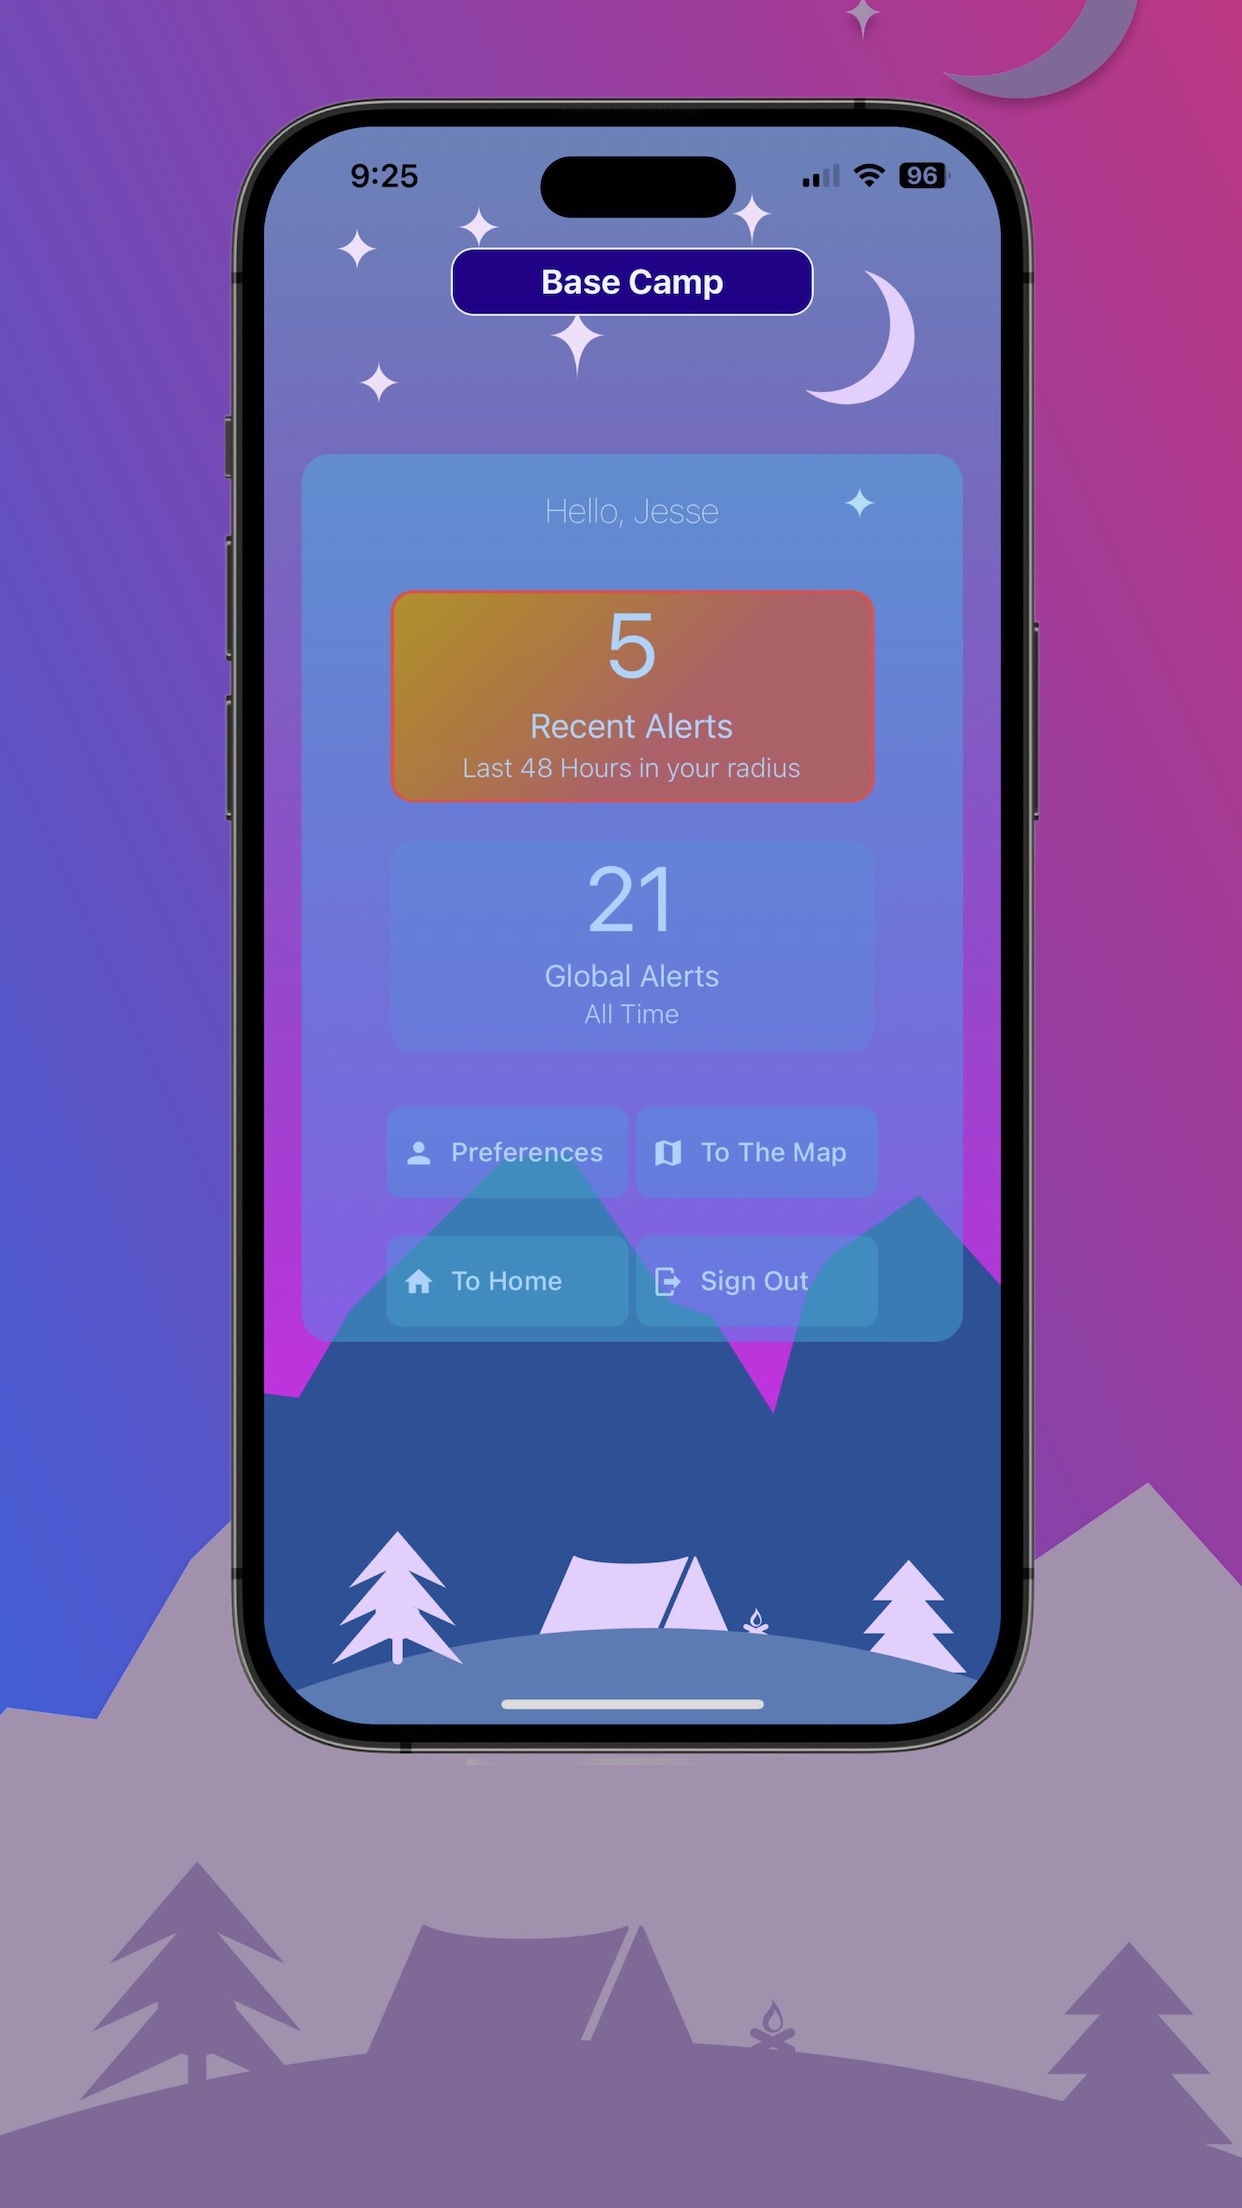 9:25
96
Base Camp
Hello, Jesse
5
Recent Alerts
Last 48 Hours in your radius
21
Global Alerts
All Time
Preferences
To The Map
To Home
Sign Out